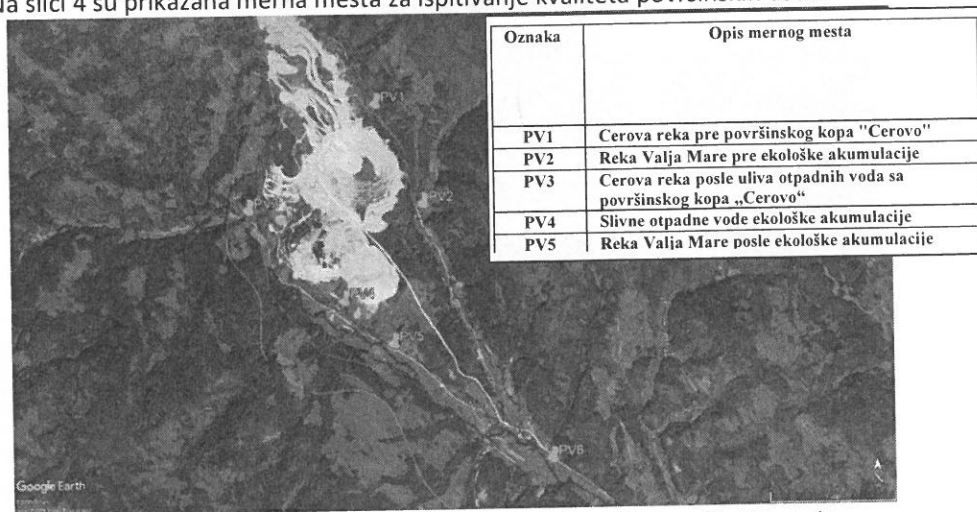 slici 4 su prikazana merna mesta za ispitivanje kvaliteta
Oznaka Opis mernog mesta
PV1 Cerova reka pre površinskog kopa "Cerovo"
PV2 Reka Valja Mare pre ekološke akumulacije
PV3 Cerova reka posle uliva otpadnih voda sa
površinskog kopa „Cerovo“
PV4 Slivne otpadne vode ekološke akumulacije
PV5 Reka Valja Mare posle ekološke akumulacije
PV1
PV2
PV4
PV5
PV6
Google Earth